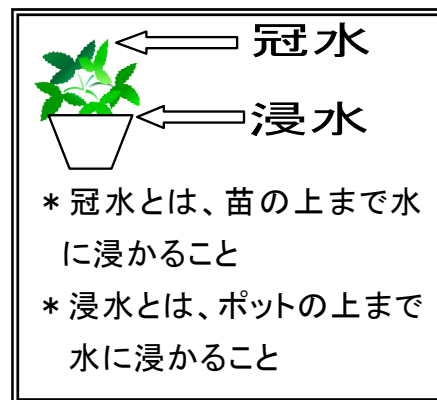 冠水
浸水
＊冠水とは、苗の上まで水
に浸かること
＊浸水とは、ポットの上まで
水に浸かること